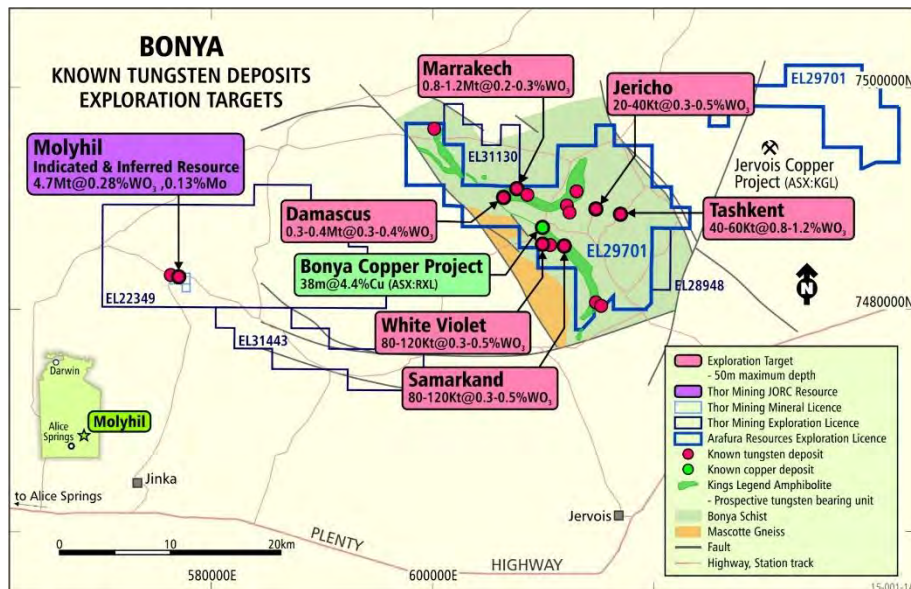 BONYA
KNOWN TUNGSTEN DEPOSITS
EXPLORATION TARGETS
Marrakech
0.8-1.2Mt@0.2-0.3%WO₃
Jericho
20-40Kt@0.3-0.5%WO₃
EL29701
7500000N
Molyhil
Indicated & Inferred Resource
4.7Mt@0.28%WO₃ ,0.13%Mo
EL31130
Jervois Copper
Project (ASX:KGL)
Damascus
0.3-0.4Mt@0.3-0.4%WO₃
Tashkent
40-60Kt@0.8-1.2%WO₃
EL29701
Bonya Copper Project
38m@4.4%Cu (ASX:RXL)
EL22349
EL28948
N
7480000N
White Violet
80-120Kt@0.3-0.5%WO₃
EL31443
Samarkand
80-120Kt@0.3-0.5%WO₃
Darwin
Alice
Springs
Molyhil
Jinka
to Alice Springs
Jervois
PLENTY
HIGHWAY
0 10 20km
580000E
600000E
Exploration Target
- 50m maximum depth
Thor Mining JORC Resource
Thor Mining Mineral Licence
Thor Mining Exploration Licence
Arafura Resources Exploration Licence
Known tungsten deposit
Known copper deposit
Kings Legend Amphibolite
- Prospective tungsten bearing unit
Bonya Schist
Mascotte Gneiss
Fault
Highway, Station track